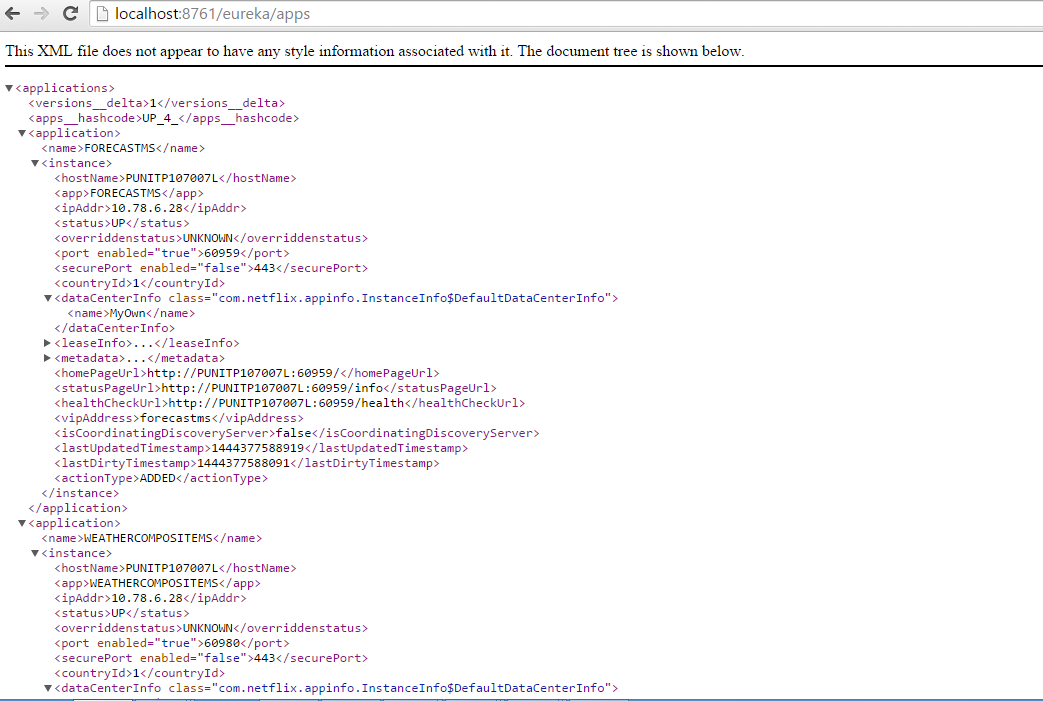 localhost:8761/eureka/apps
This XML file does not appear to have any style information associated with it. The document tree is shown below.
▼<applications>
<versions__delta>1</versions__delta>
<apps__hashcode>UP_4_</apps__hashcode>
▼<application>
<name>FORECASTMS</name>
▼<instance>
<hostName>PUNITP107007L</hostName>
<app>FORECASTMS</app>
<ipAddr>10.78.6.28</ipAddr>
<status>UP</status>
<overriddenstatus>UNKNOWN</overriddenstatus>
<port enabled="true">60959</port>
<securePort enabled="false">443</securePort>
<countryId>1</countryId>
▼<dataCenterInfo class="com.netflix.appinfo.InstanceInfo$DefaultDataCenterInfo">
<name>MyOwn</name>
</dataCenterInfo>
▶<leaseInfo>...</leaseInfo>
▶<metadata>...</metadata>
<homePageUrl>http://PUNITP107007L:60959/</homePageUrl>
<statusPageUrl>http://PUNITP107007L:60959/info</statusPageUrl>
<healthCheckUrl>http://PUNITP107007L:60959/health</healthCheckUrl>
<vipAddress>forecastms</vipAddress>
<isCoordinatingDiscoveryServer>false</isCoordinatingDiscoveryServer>
<lastUpdatedTimestamp>1444377588919</lastUpdatedTimestamp>
<lastDirtyTimestamp>1444377588091</lastDirtyTimestamp>
<actionType>ADDED</actionType>
</instance>
</application>
▼<application>
<name>WEATHERCOMPOSITEMS</name>
▼<instance>
<hostName>PUNITP107007L</hostName>
<app>WEATHERCOMPOSITEMS</app>
<ipAddr>10.78.6.28</ipAddr>
<status>UP</status>
<overriddenstatus>UNKNOWN</overriddenstatus>
<port enabled="true">60980</port>
<securePort enabled="false">443</securePort>
<countryId>1</countryId>
▼<dataCenterInfo class="com.netflix.appinfo.InstanceInfo$DefaultDataCenterInfo">